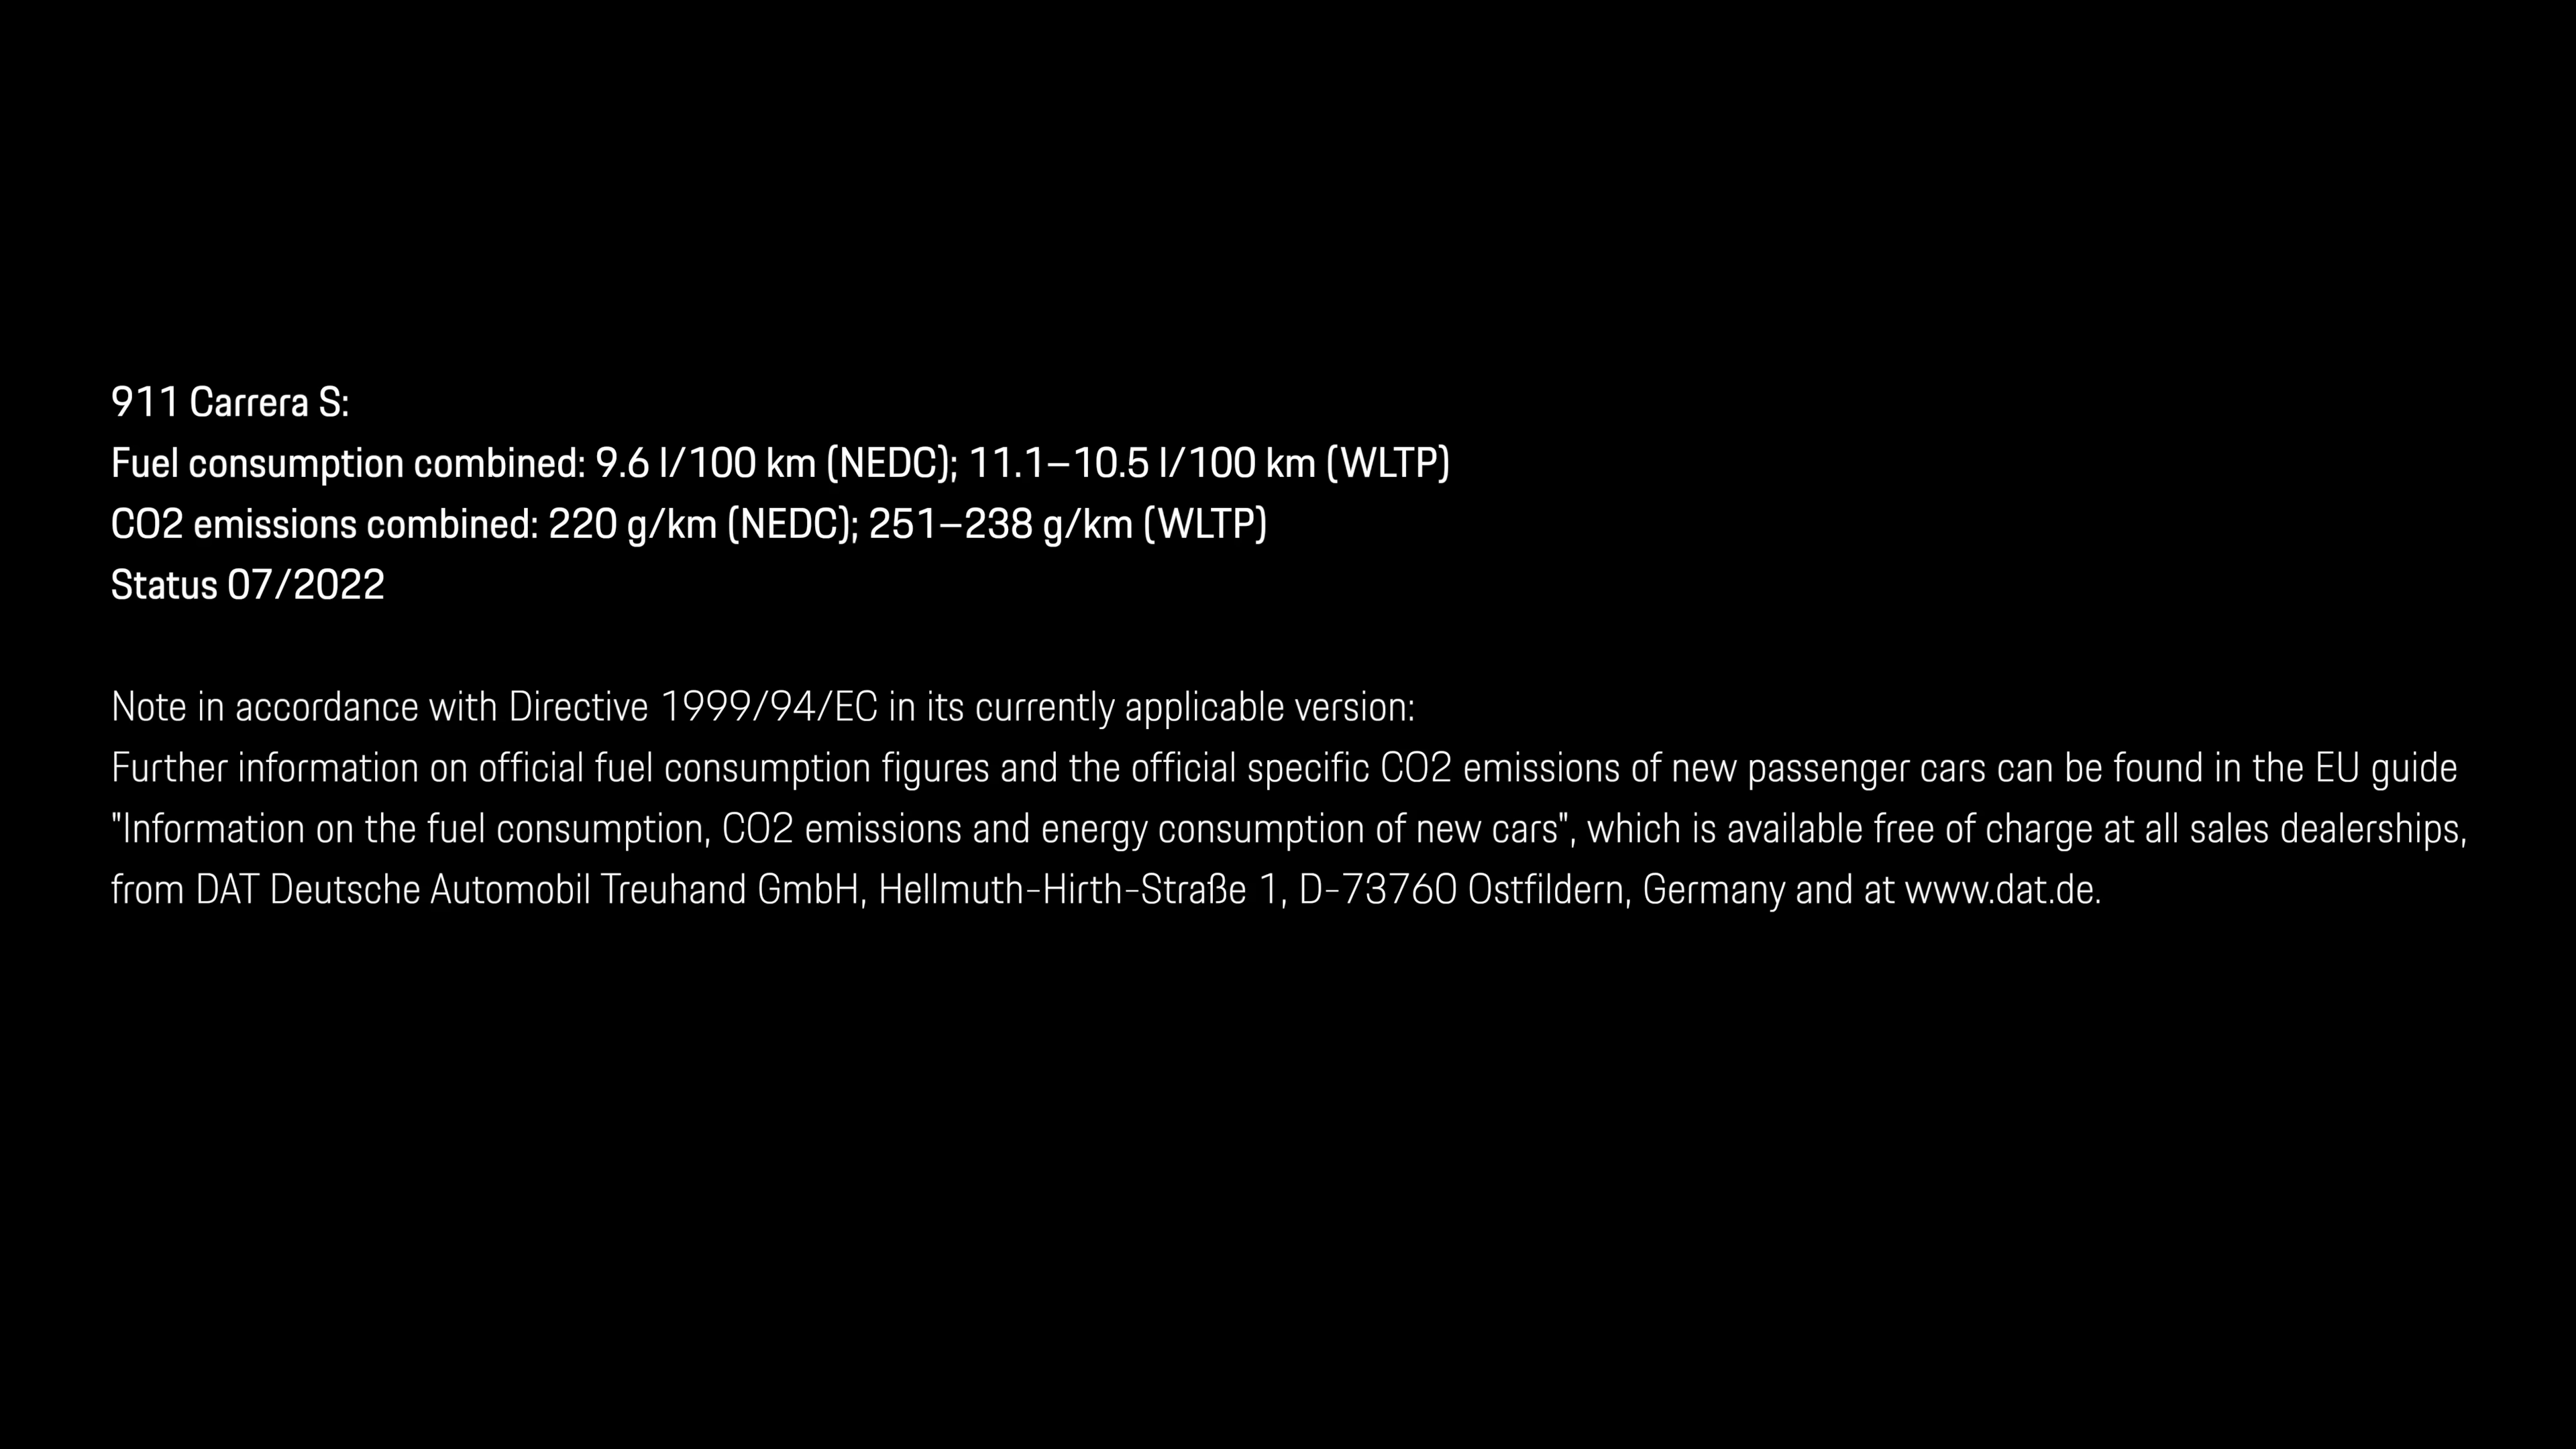 911 Carrera S:
Fuel consumption combined: 9.6 l/100 km (NEDC); 11.1–10.5 l/100 km (WLTP)
CO2 emissions combined: 220 g/km (NEDC); 251–238 g/km (WLTP)
Status 07/2022
Note in accordance with Directive 1999/94/EC in its currently applicable version:
Further information on official fuel consumption figures and the official specific CO2 emissions of new passenger cars can be found in the EU guide
"Information on the fuel consumption, CO2 emissions and energy consumption of new cars", which is available free of charge at all sales dealerships,
from DAT Deutsche Automobil Treuhand GmbH, Hellmuth-Hirth-Straße 1, D-73760 Ostfildern, Germany and at www.dat.de.